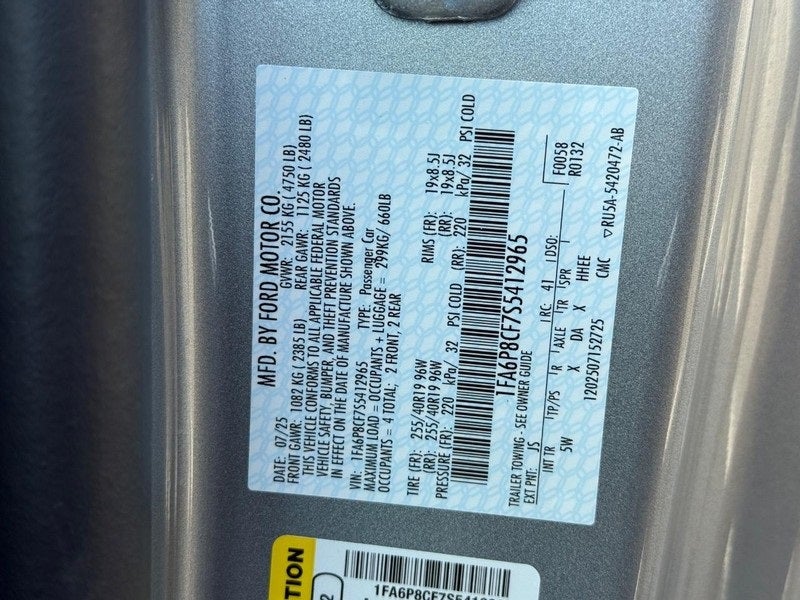 MFD. BY FORD MOTOR CO.
DATE: 07/25 GVWR: 2155 KG ( 4750 LB)
FRONT GAWR: 1082 KG ( 2385 LB) REAR GAWR: 1125 KG ( 2480 LB)
THIS VEHICLE CONFORMS TO ALL APPLICABLE FEDERAL MOTOR
VEHICLE SAFETY, BUMPER, AND THEFT PREVENTION STANDARDS
IN EFFECT ON THE DATE OF MANUFACTURE SHOWN ABOVE.
VIN: 1FA6P8CF7S5412965 TYPE: Passenger Car
MAXIMUM LOAD = OCCUPANTS + LUGGAGE = 299KG/ 660LB
OCCUPANTS = 4 TOTAL; 2 FRONT, 2 REAR
TIRE (FR): 255/40R19 96W RIMS (FR): 19x8.5J
(RR): 255/40R19 96W (RR): 19x8.5J
PRESSURE (FR): 220 kPa/ 32 PSI COLD (RR): 220 kPa/ 32 PSI COLD
1FA6P8CF7S5412965
TRAILER TOWING - SEE OWNER GUIDE
EXT PNT: JS RC: 41 DSO: F0058
R0132
INT TR TP/PS R AXLE TR SPR
5W X DA X HHEE
1202507152725 CMC ▽RU5A-5420472-AB
1FA6P8CF7S5412